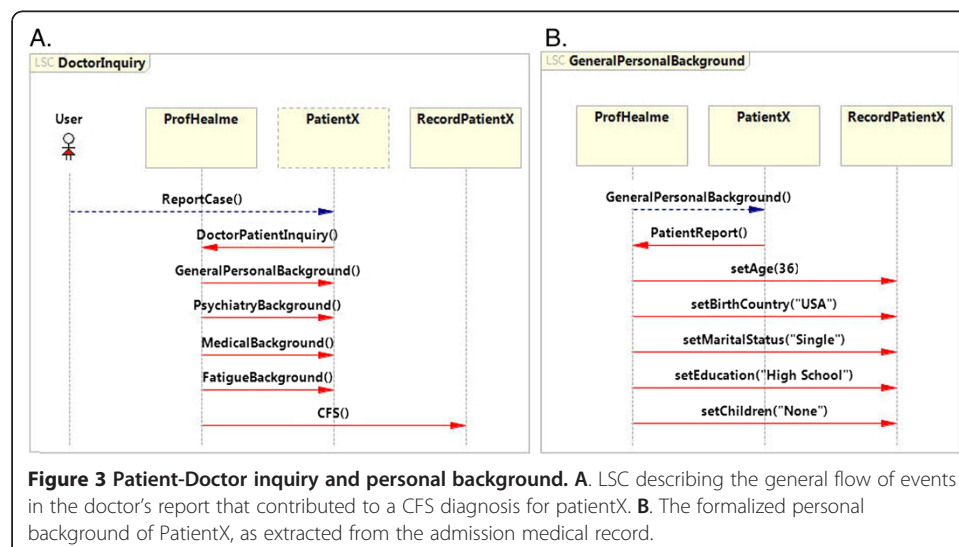 A.
LSC DoctorInquiry
User
ProfHealme
PatientX
RecordPatientX
ReportCase()
DoctorPatientInquiry()
GeneralPersonalBackground()
PsychiatryBackground()
MedicalBackground()
FatigueBackground()
CFS()
B.
LSC GeneralPersonalBackground
ProfHealme
PatientX
RecordPatientX
GeneralPersonalBackground()
PatientReport()
setAge(36)
setBirthCountry("USA")
setMaritalStatus("Single")
setEducation("High School")
setChildren("None")
Figure 3 Patient-Doctor inquiry and personal background. A. LSC describing the general flow of events
in the doctor's report that contributed to a CFS diagnosis for patientX. B. The formalized personal
background of PatientX, as extracted from the admission medical record.